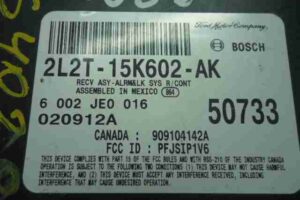 Ford Motor Company
BOSCH
2L2T-15K602-AK
RECV ASY-ALRM&LK SYS R/CONT
ASSEMBLED IN MEXICO 864
6 002 JE0 016
50733
020912A
CANADA : 909104142A
FCC ID : PFJSIP1V6
THIS DEVICE COMPLIES WITH PART 15 OF THE FCC RULES AND WITH RSS-210 OF THE INDUSTRY CANADA
OPERATION IS SUBJECT TO THE FOLLOWING TWO CONDITIONS (1) THIS DEVICE MAY NOT CAUSE HARMFUL
INTERFERENCE, AND (2) THIS DEVICE MUST ACCEPT ANY INTERFERENCE RECEIVED, INCLUDING
INTERFERENCE THAT MAY CAUSE UNDESIRED OPERATION